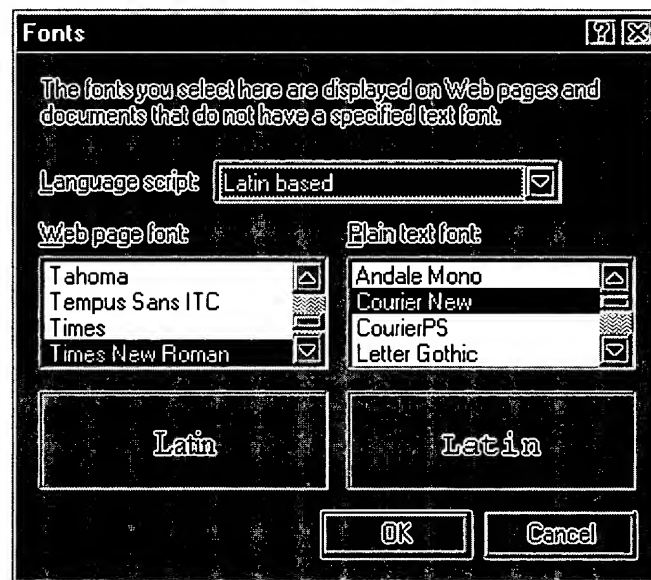 Fonts
The fonts you select here are displayed on Web pages and
documents that do not have a specified text font.
Language script: Latin based
Web page font: Plain text font:
Tahoma Andale Mono
Tempus Sans ITC Courier New
Times CourierPS
Times New Roman Letter Gothic
Latin Latin
OK Cancel